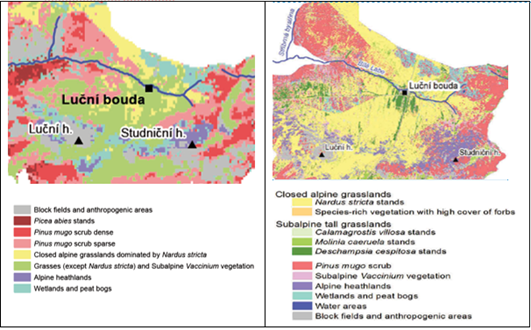 Luční bouda
Luční h.
Studniční h.
Block fields and anthropogenic areas
Picea abies stands
Pinus mugo scrub dense
Pinus mugo scrub sparse
Closed alpine grasslands dominated by Nardus stricta
Grasses (except Nardus stricta) and Subalpine Vaccinium vegetation
Alpine heathlands
Wetlands and peat bogs
Bílé Labe
Luční bouda
Luční h.
Studniční h.
Closed alpine grasslands
Nardus stricta stands
Species-rich vegetation with high cover of forbs
Subalpine tall grasslands
Calamagrostis villosa stands
Molinia caeruela stands
Deschempsia cespitosa stands
Pinus mugo scrub
Subalpine Vaccinium vegetation
Alpine heathlands
Wetlands and peat bogs
Water areas
Block fields and anthropogenic areas